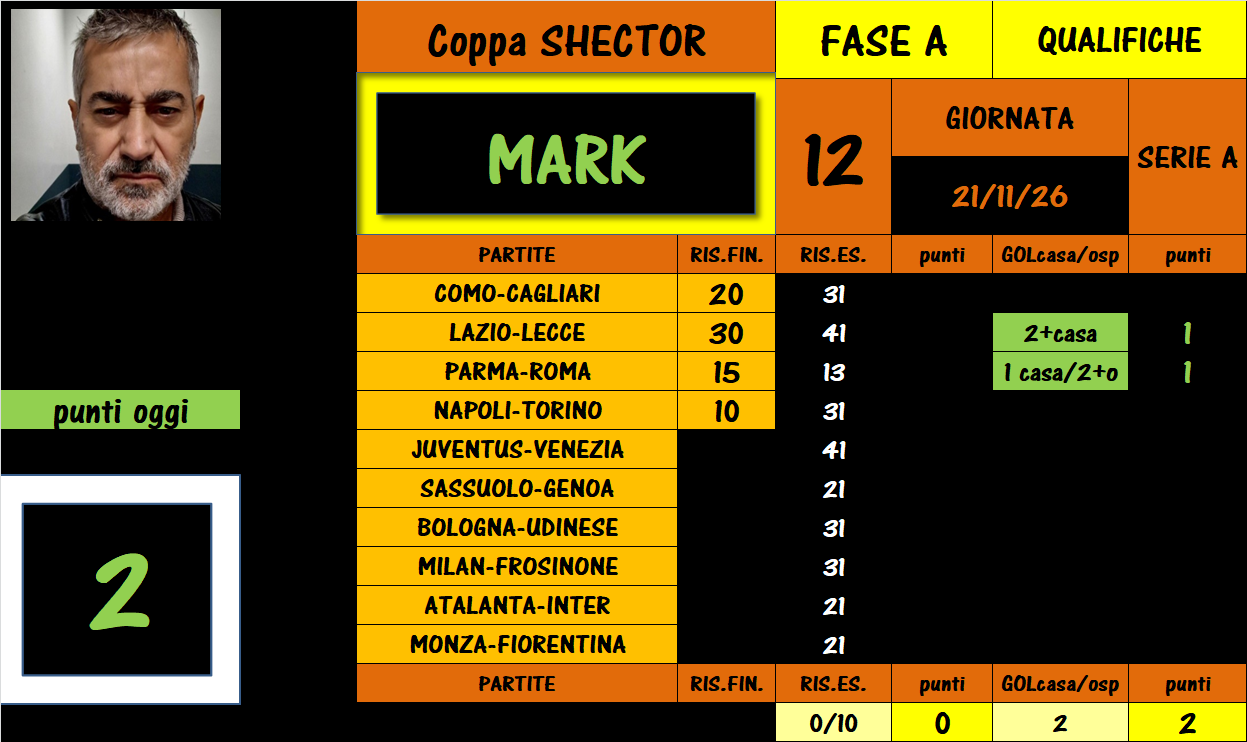 Coppa SHECTOR FASE A QUALIFICHE
MARK 12 GIORNATA SERIE A
21/11/26
PARTITE RIS.FIN. RIS.ES. punti GOLcasa/osp punti
COMO-CAGLIARI 20 31
LAZIO-LECCE 30 41 2+casa 1
PARMA-ROMA 15 13 1 casa/2+o 1
NAPOLI-TORINO 10 31
punti oggi
JUVENTUS-VENEZIA 41
SASSUOLO-GENOA 21
BOLOGNA-UDINESE 31
MILAN-FROSINONE 31
2
ATALANTA-INTER 21
MONZA-FIORENTINA 21
PARTITE RIS.FIN. RIS.ES. punti GOLcasa/osp punti
0/10 0 2 2